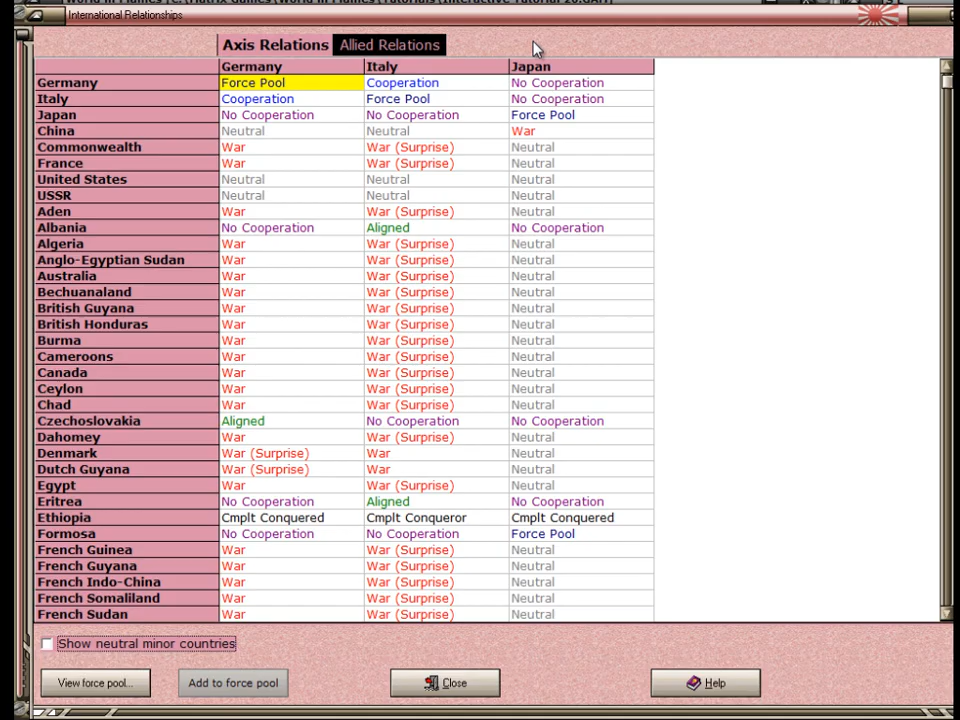 International Relationships
Axis Relations Allied Relations
Germany Italy Japan
Germany Force Pool Cooperation No Cooperation
Italy Cooperation Force Pool No Cooperation
Japan No Cooperation No Cooperation Force Pool
China Neutral Neutral War
Commonwealth War War (Surprise) Neutral
France War War (Surprise) Neutral
United States Neutral Neutral Neutral
USSR Neutral Neutral Neutral
Aden War War (Surprise) Neutral
Albania No Cooperation Aligned No Cooperation
Algeria War War (Surprise) Neutral
Anglo-Egyptian Sudan War War (Surprise) Neutral
Australia War War (Surprise) Neutral
Bechuanaland War War (Surprise) Neutral
British Guyana War War (Surprise) Neutral
British Honduras War War (Surprise) Neutral
Burma War War (Surprise) Neutral
Cameroons War War (Surprise) Neutral
Canada War War (Surprise) Neutral
Ceylon War War (Surprise) Neutral
Chad War War (Surprise) Neutral
Czechoslovakia Aligned No Cooperation No Cooperation
Dahomey War War (Surprise) Neutral
Denmark War (Surprise) War Neutral
Dutch Guyana War (Surprise) War Neutral
Egypt War War (Surprise) Neutral
Eritrea No Cooperation Aligned No Cooperation
Ethiopia Cmplt Conquered Cmplt Conqueror Cmplt Conquered
Formosa No Cooperation No Cooperation Force Pool
French Guinea War War (Surprise) Neutral
French Guyana War War (Surprise) Neutral
French Indo-China War War (Surprise) Neutral
French Somaliland War War (Surprise) Neutral
French Sudan War War (Surprise) Neutral
Show neutral minor countries
View force pool... Add to force pool Close Help